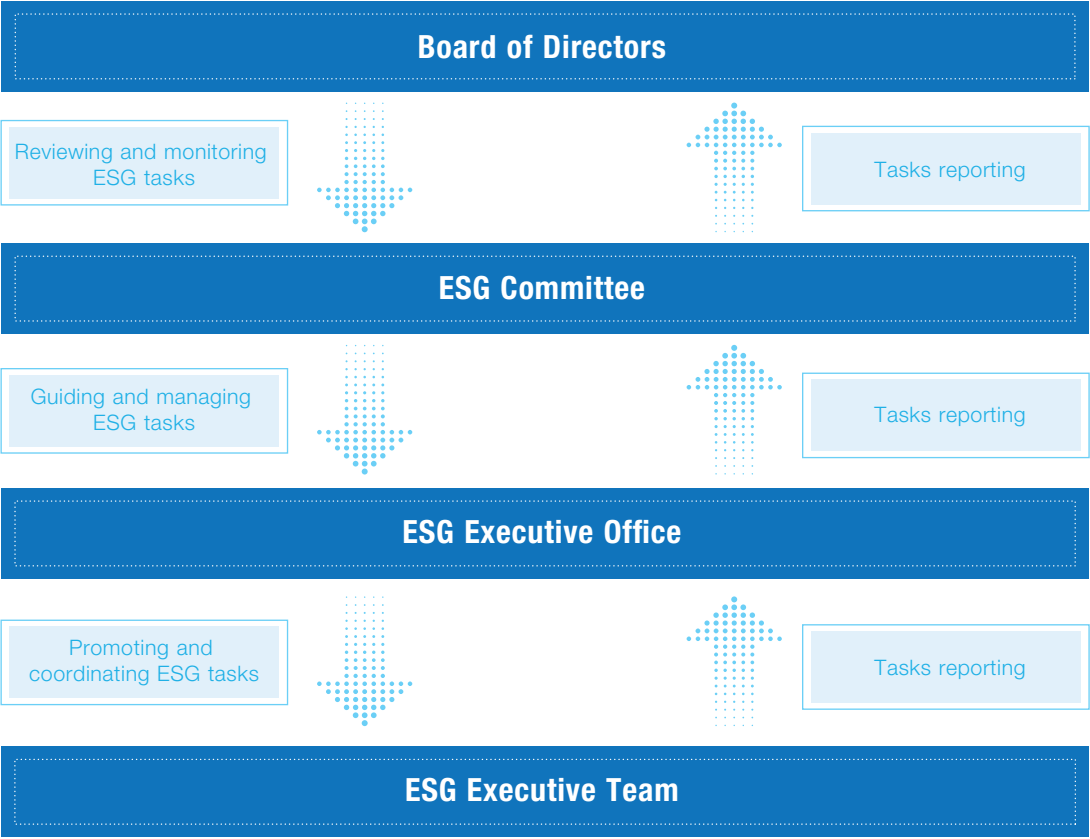 Board of Directors
Reviewing and monitoring
ESG tasks
Tasks reporting
ESG Committee
Guiding and managing
ESG tasks
Tasks reporting
ESG Executive Office
Promoting and
coordinating ESG tasks
Tasks reporting
ESG Executive Team